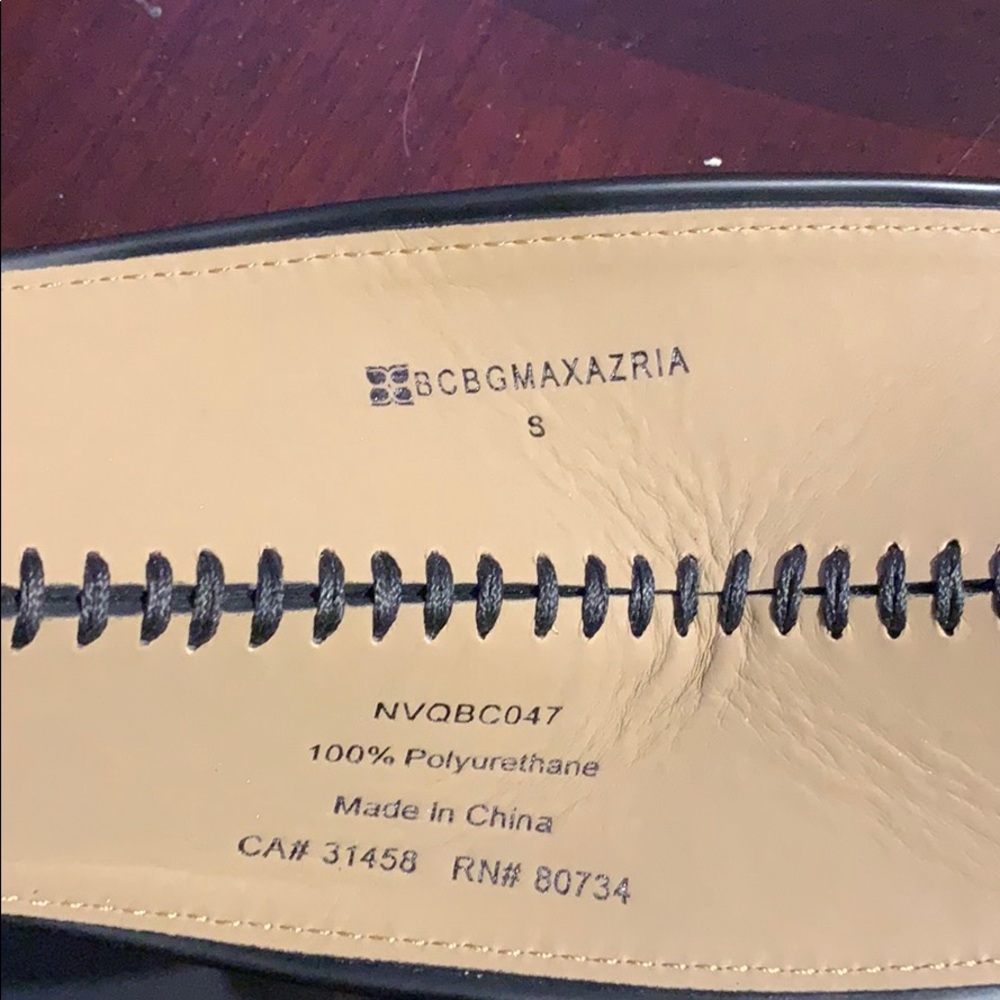 BCBGMAXAZRIA
S
NVQBC047
100% Polyurethane
Made In China
CA# 31458 RN# 80734